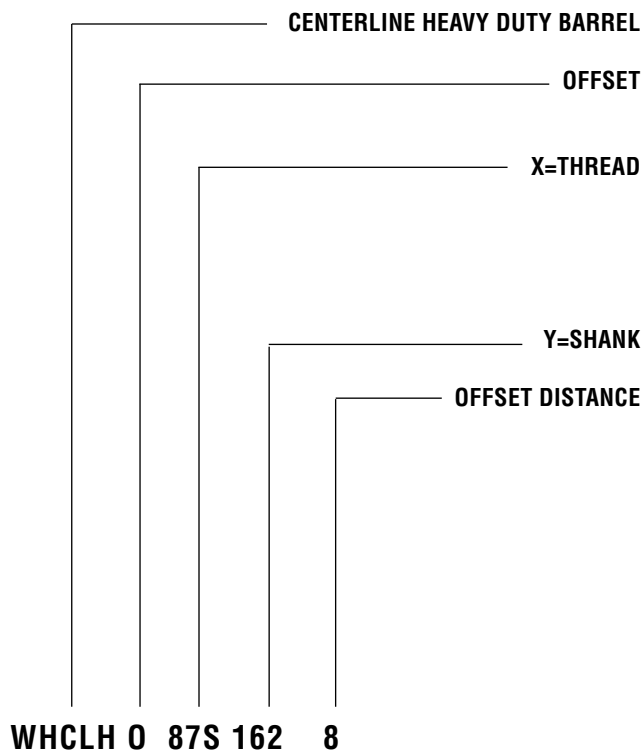 CENTERLINE HEAVY DUTY BARREL
OFFSET
X=THREAD
Y=SHANK
OFFSET DISTANCE
WHCLH O 87S 162 8